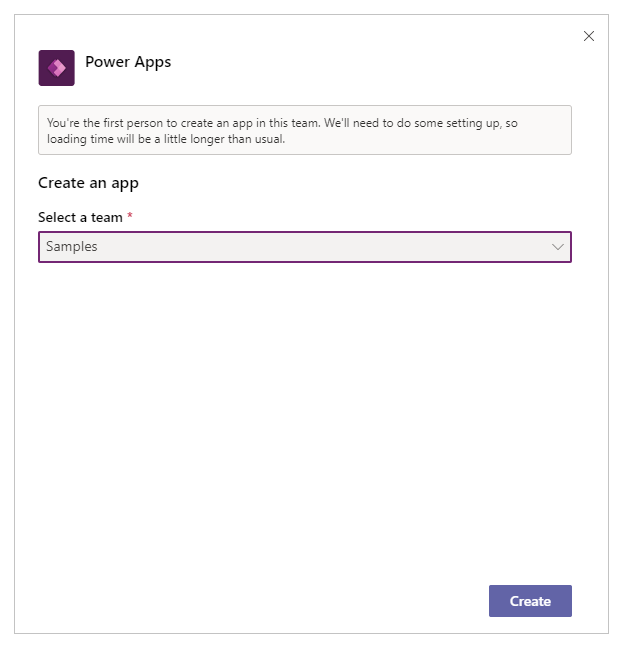 Power Apps
You're the first person to create an app in this team. We'll need to do some setting up, so
loading time will be a little longer than usual.
Create an app
Select a team *
Samples
Create